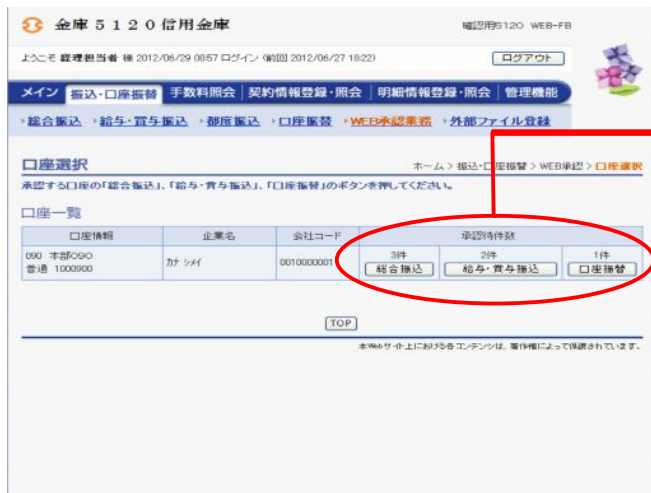 金庫5120信用金庫
確認用5120 WEB-FB
ようこそ 経理担当者 様 2012/06/29 0857 ログイン (前回 2012/06/27 18:22)
ログアウト
メイン 振込・口座振替 手数料照会 契約情報登録・照会 明細情報登録・照会 管理機能
総合振込 給与・賞与振込 都度振込 口座振替 WEB承認業務 外部ファイル登録
口座選択
ホーム > 振込・口座振替 > WEB承認 > 口座選択
承認する口座の「総合振込」、「給与・賞与振込」、「口座振替」のボタンを押してください。
口座一覧
口座情報 企業名 会社コード 承認待件数
090 本部090
普通 1000900
カナ シメイ
0010000001
3件 2件 1件
総合振込 給与・賞与振込 口座振替
TOP
本Webサイト上における各コンテンツは、著作権によって保護されています。